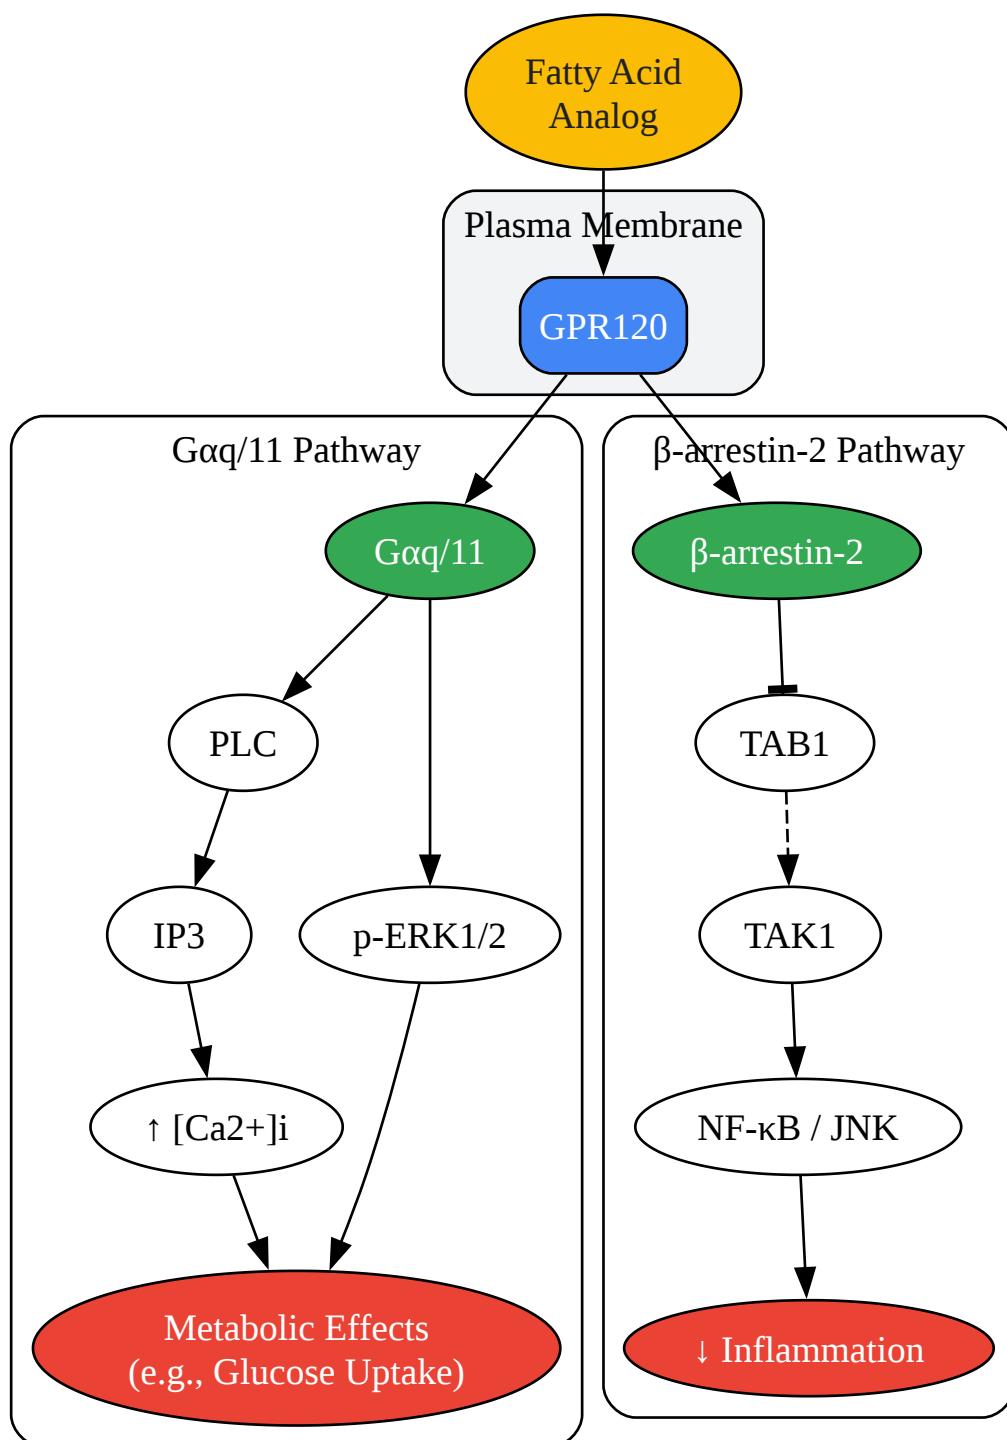 Fatty Acid
Analog
Plasma Membrane
GPR120
Gαq/11 Pathway
β-arrestin-2 Pathway
Gαq/11
β-arrestin-2
PLC
TAB1
IP3
p-ERK1/2
TAK1
↑ [Ca2+]i
NF-κB / JNK
Metabolic Effects
(e.g., Glucose Uptake)
↓ Inflammation